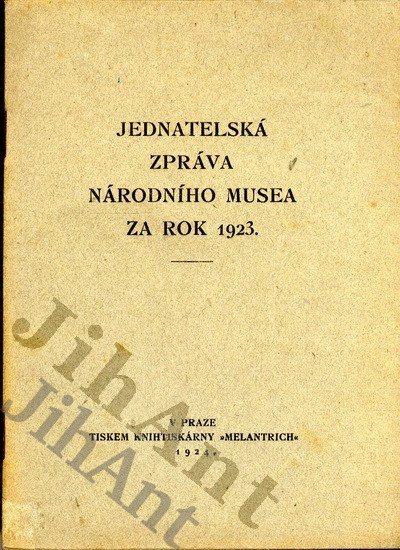 JEDNATELSKÁ
ZPRÁVA
NÁRODNÍHO MUSEA
ZA ROK 1923.
V PRAZE
TISKEM KNIHTISKÁRNY »MELANTRICH«
1924.
JihAnt
JihAnt